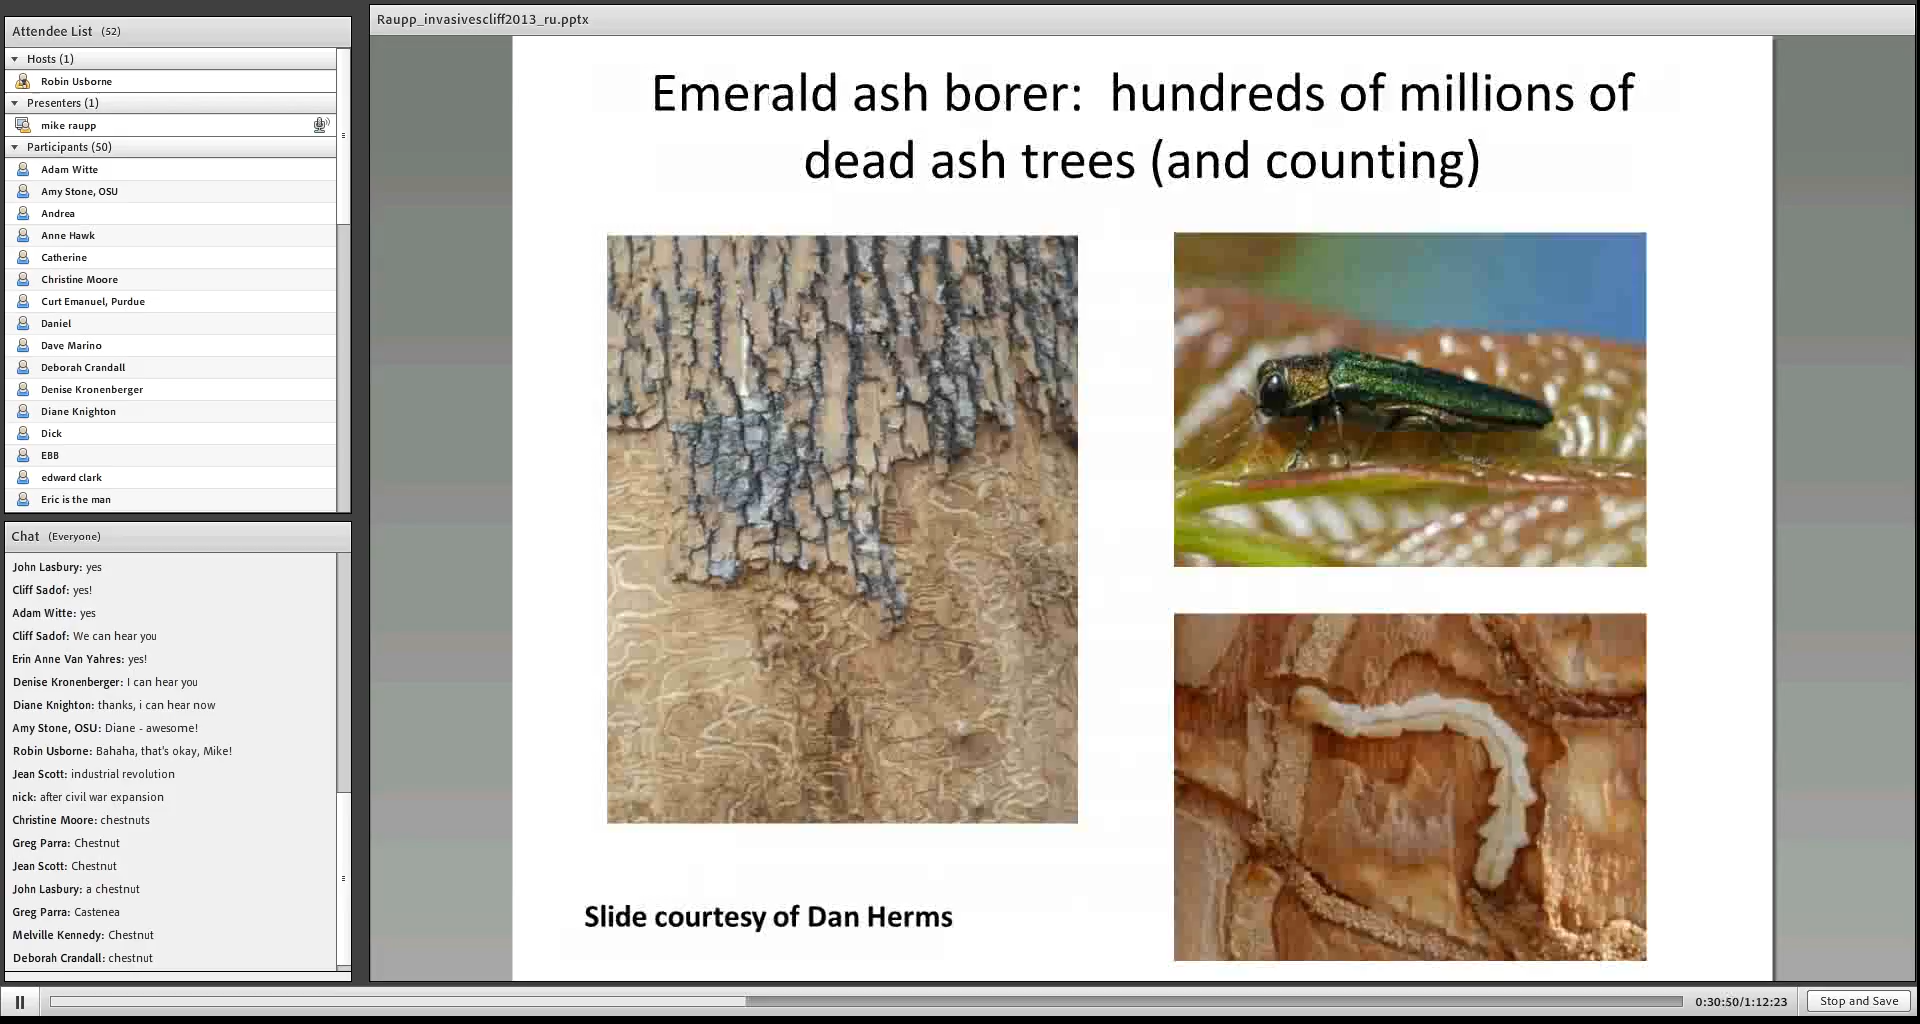 Attendee List (52)
Hosts (1)
Robin Usborne
Presenters (1)
mike raupp
Participants (50)
Adam Witte
Amy Stone, OSU
Andrea
Anne Hawk
Catherine
Christine Moore
Curt Emanuel, Purdue
Daniel
Dave Marino
Deborah Crandall
Denise Kronenberger
Diane Knighton
Dick
EBB
edward clark
Eric is the man
Chat (Everyone)
John Lasbury: yes
Cliff Sadof: yes!
Adam Witte: yes
Cliff Sadof: We can hear you
Erin Anne Van Yahres: yes!
Denise Kronenberger: I can hear you
Diane Knighton: thanks, i can hear now
Amy Stone, OSU: Diane - awesome!
Robin Usborne: Bahaha, that's okay, Mike!
Jean Scott: industrial revolution
nick: after civil war expansion
Christine Moore: chestnuts
Greg Parra: Chestnut
Jean Scott: Chestnut
John Lasbury: a chestnut
Greg Parra: Castenea
Melville Kennedy: Chestnut
Deborah Crandall: chestnut
Raupp_invasivescliff2013_ru.pptx
Emerald ash borer: hundreds of millions of
dead ash trees (and counting)
Slide courtesy of Dan Herms
0:30:50/1:12:23
Stop and Save